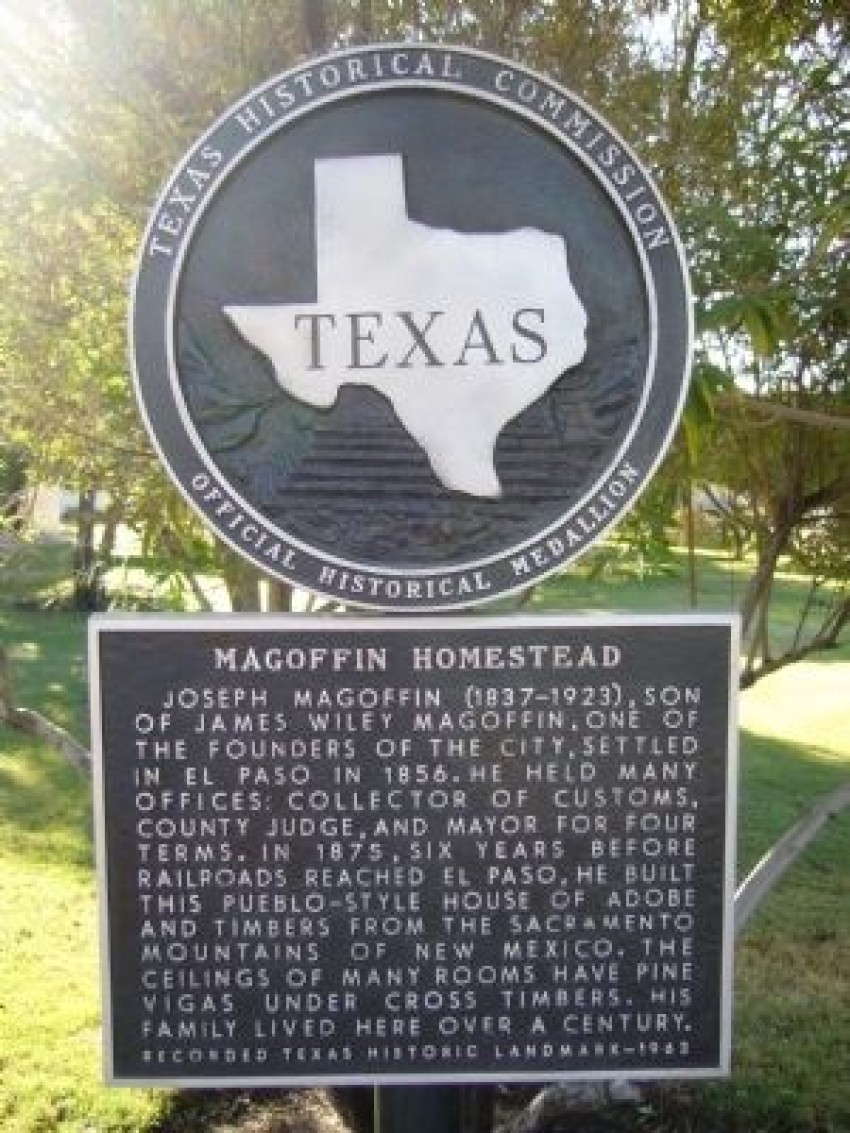 TEXAS HISTORICAL COMMISSION
TEXAS
OFFICIAL HISTORICAL MEDALLION
MAGOFFIN HOMESTEAD
JOSEPH MAGOFFIN (1837-1923), SON
OF JAMES WILEY MAGOFFIN, ONE OF
THE FOUNDERS OF THE CITY, SETTLED
IN EL PASO IN 1856. HE HELD MANY
OFFICES: COLLECTOR OF CUSTOMS,
COUNTY JUDGE, AND MAYOR FOR FOUR
TERMS. IN 1875, SIX YEARS BEFORE
RAILROADS REACHED EL PASO, HE BUILT
THIS PUEBLO-STYLE HOUSE OF ADOBE
AND TIMBERS FROM THE SACRAMENTO
MOUNTAINS OF NEW MEXICO. THE
CEILINGS OF MANY ROOMS HAVE PINE
VIGAS UNDER CROSS TIMBERS. HIS
FAMILY LIVED HERE OVER A CENTURY.
RECORDED TEXAS HISTORIC LANDMARK-1962